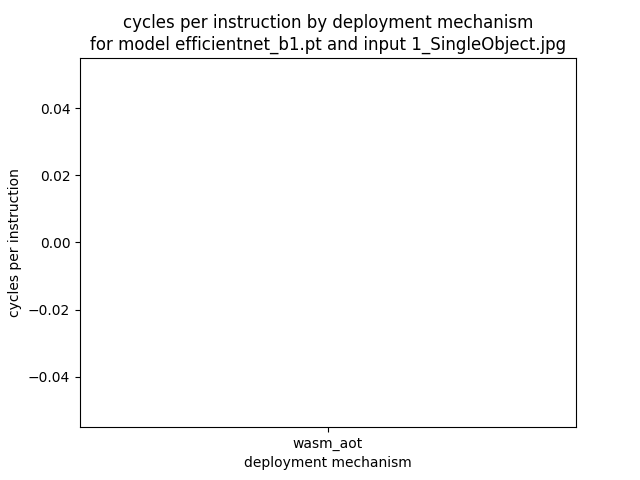 cycles per instruction by deployment mechanism
for model efficientnet_b1.pt and input 1_SingleObject.jpg
0.04
0.02
0.00
−0.02
−0.04
cycles per instruction
wasm_aot
deployment mechanism